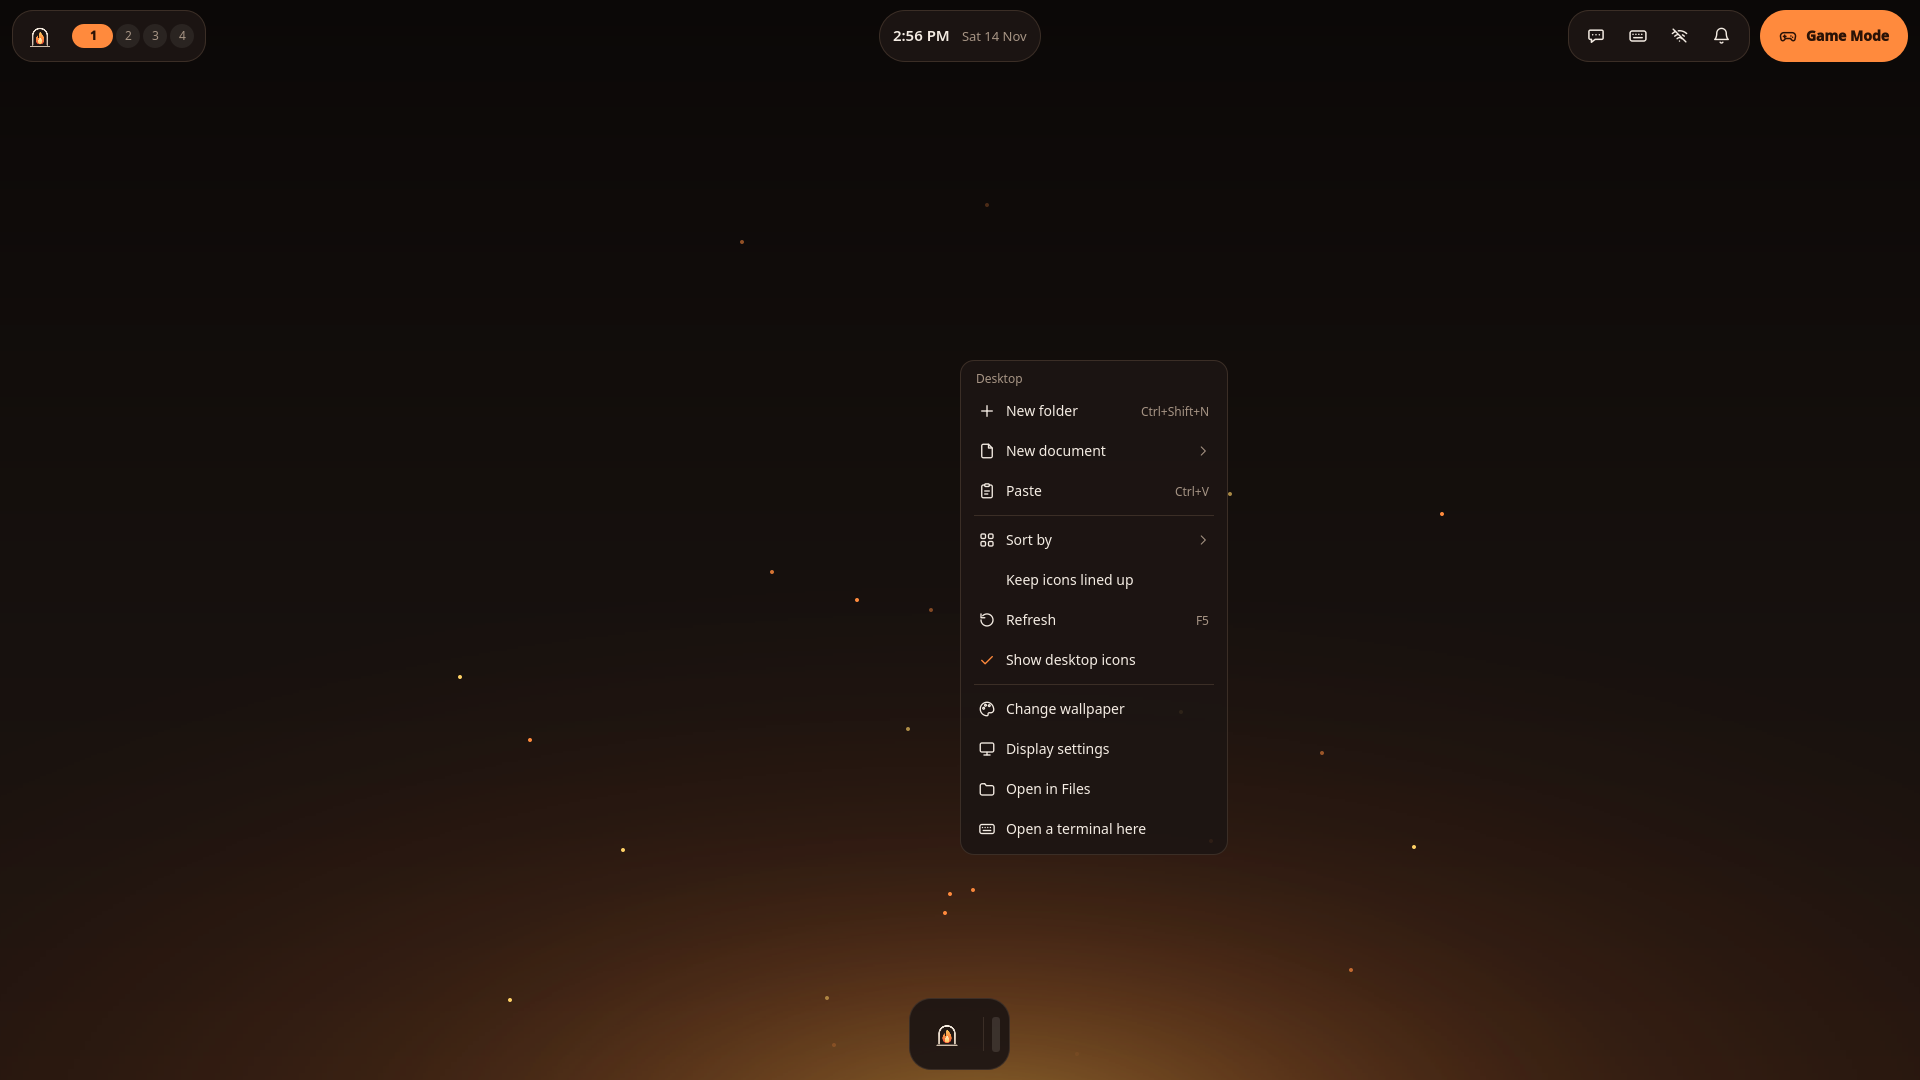 1 2 3 4
2:56 PM Sat 14 Nov
Game Mode
Desktop
New folder Ctrl+Shift+N
New document
Paste Ctrl+V
Sort by
Keep icons lined up
Refresh F5
Show desktop icons
Change wallpaper
Display settings
Open in Files
Open a terminal here